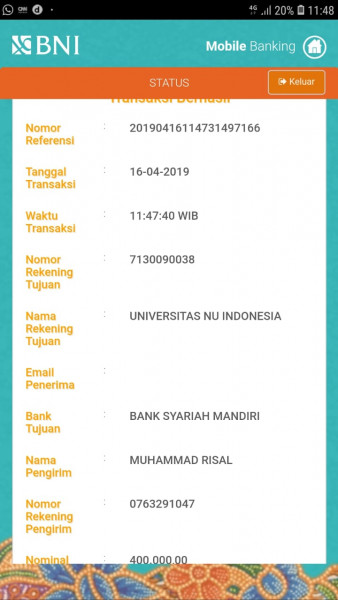 4G 20% 11:48
BNI Mobile Banking
STATUS Keluar
Transaksi Berhasil
Nomor Referensi : 20190416114731497166
Tanggal Transaksi : 16-04-2019
Waktu Transaksi : 11:47:40 WIB
Nomor Rekening Tujuan : 7130090038
Nama Rekening Tujuan : UNIVERSITAS NU INDONESIA
Email Penerima :
Bank Tujuan : BANK SYARIAH MANDIRI
Nama Pengirim : MUHAMMAD RISAL
Nomor Rekening Pengirim : 0763291047
Nominal : 400.000,00